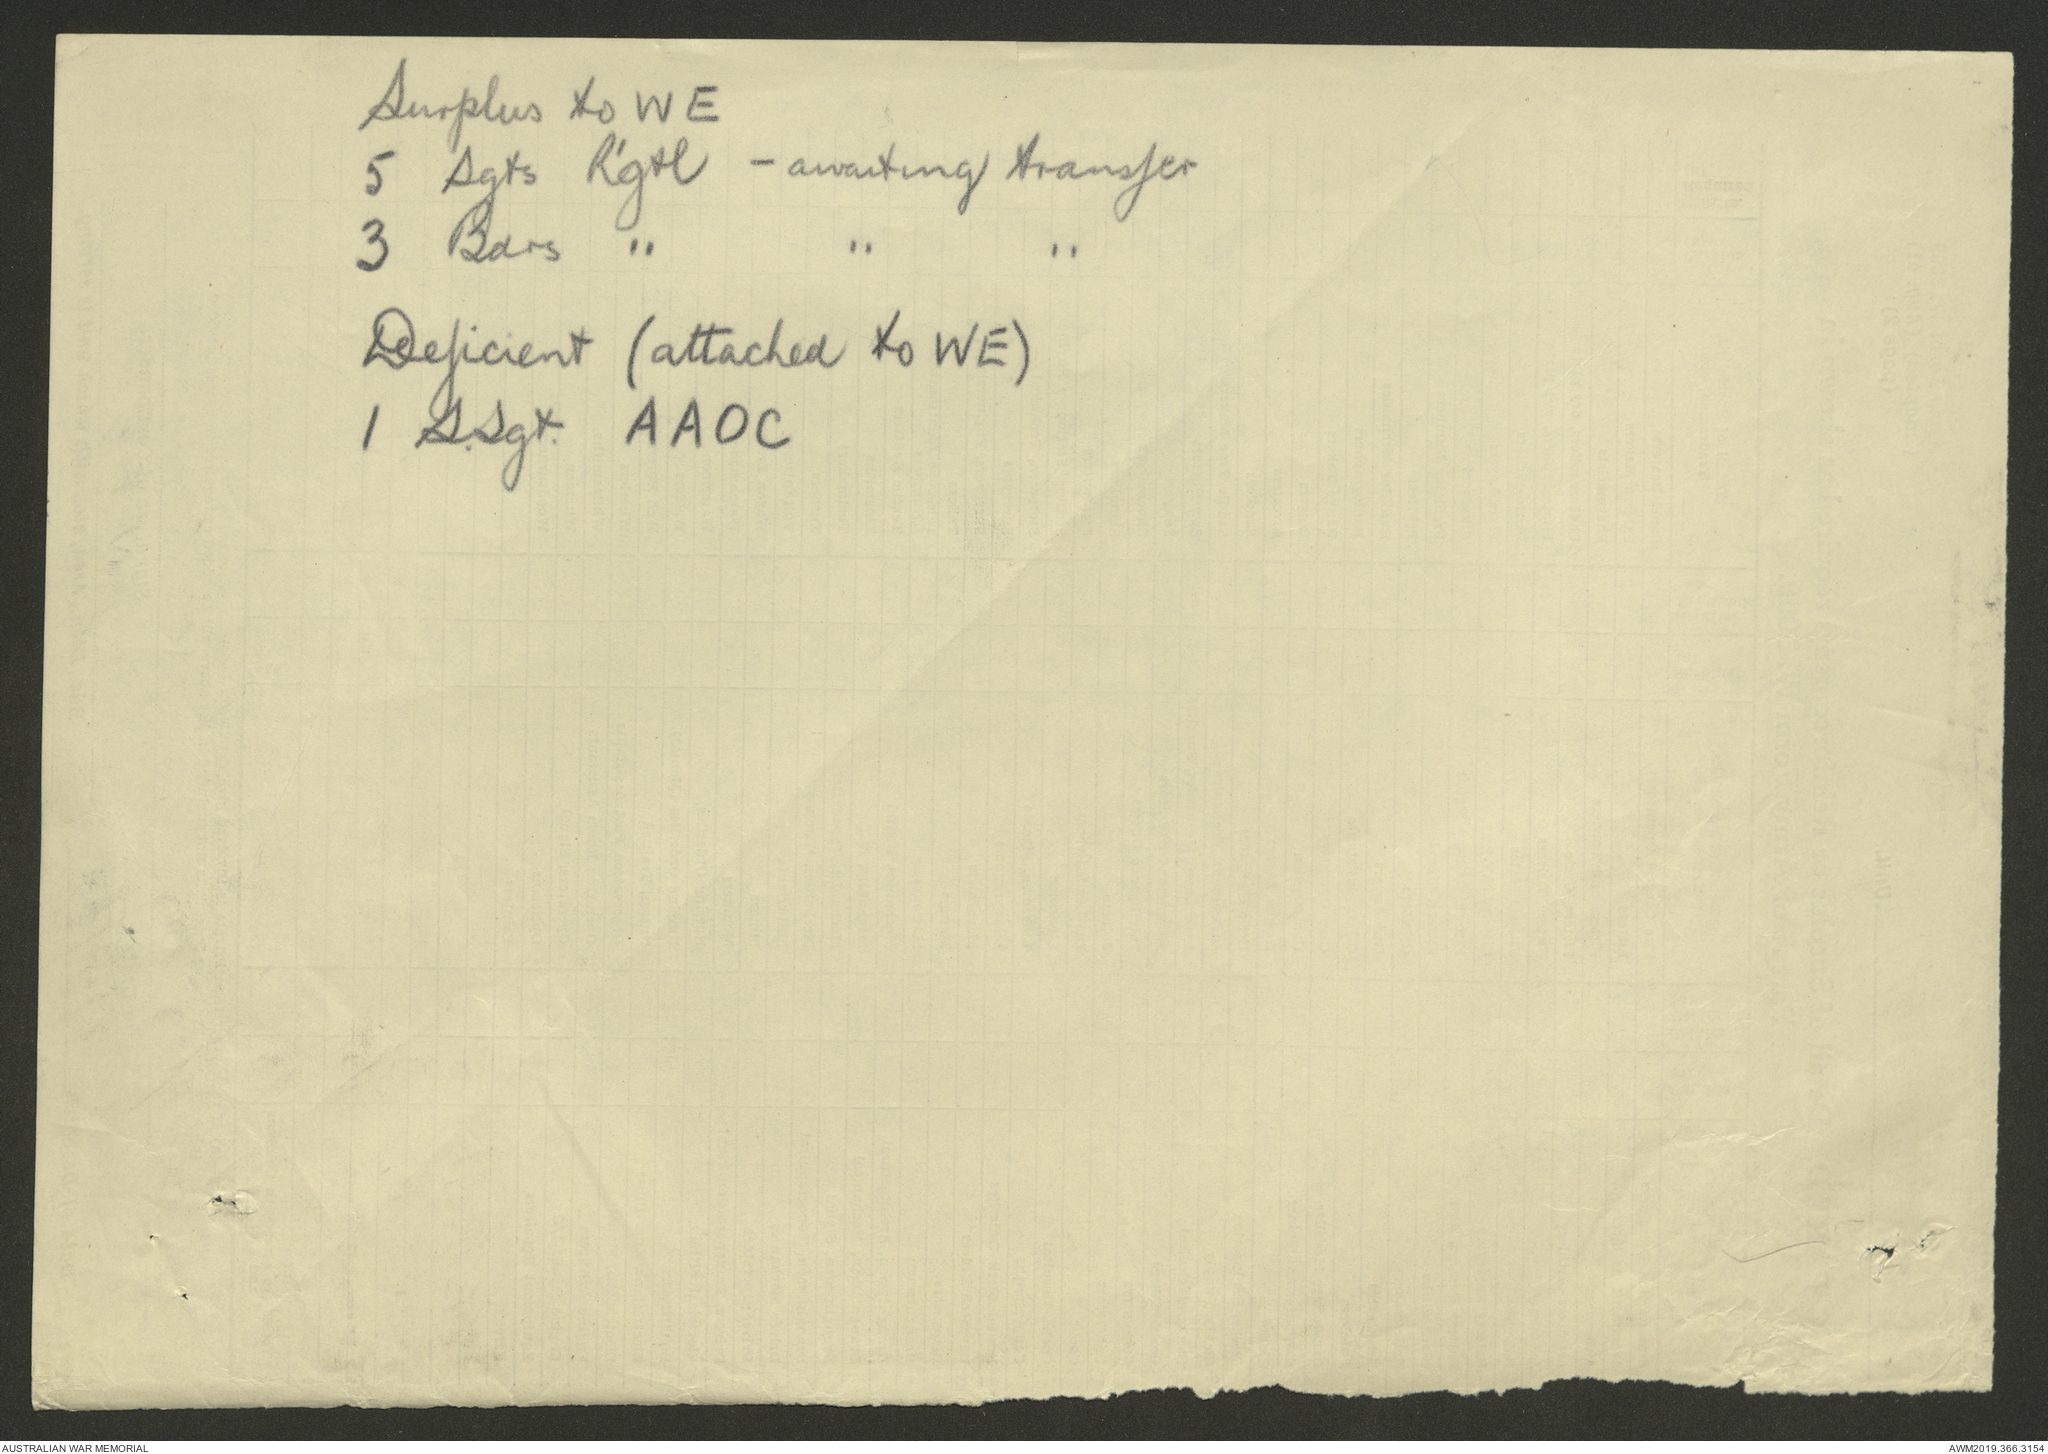 Surplus to WE
5 Sgts R'gtl - awaiting transfer
3 Bdrs " " "
Deficient (attached to WE)
1 S.Sgt. AAOC
AUSTRALIAN WAR MEMORIAL
AWM2019.366.3154